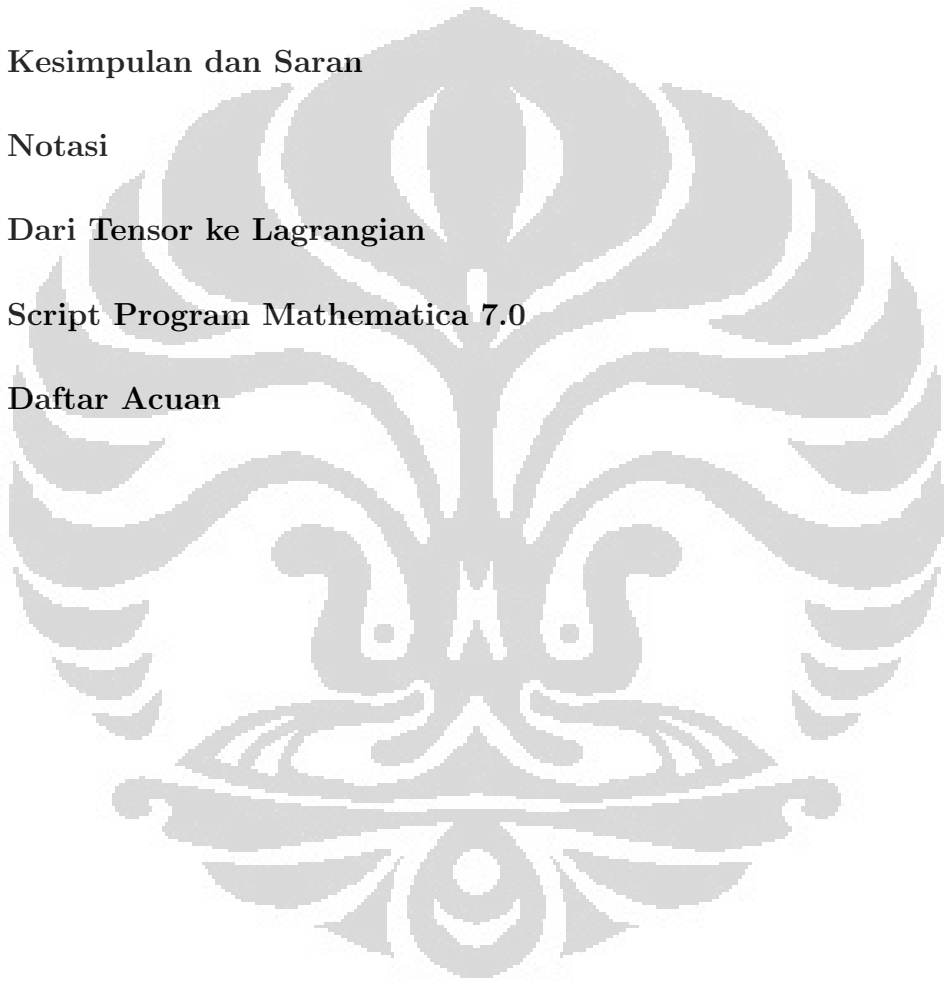 Kesimpulan dan Saran
Notasi
Dari Tensor ke Lagrangian
Script Program Mathematica 7.0
Daftar Acuan